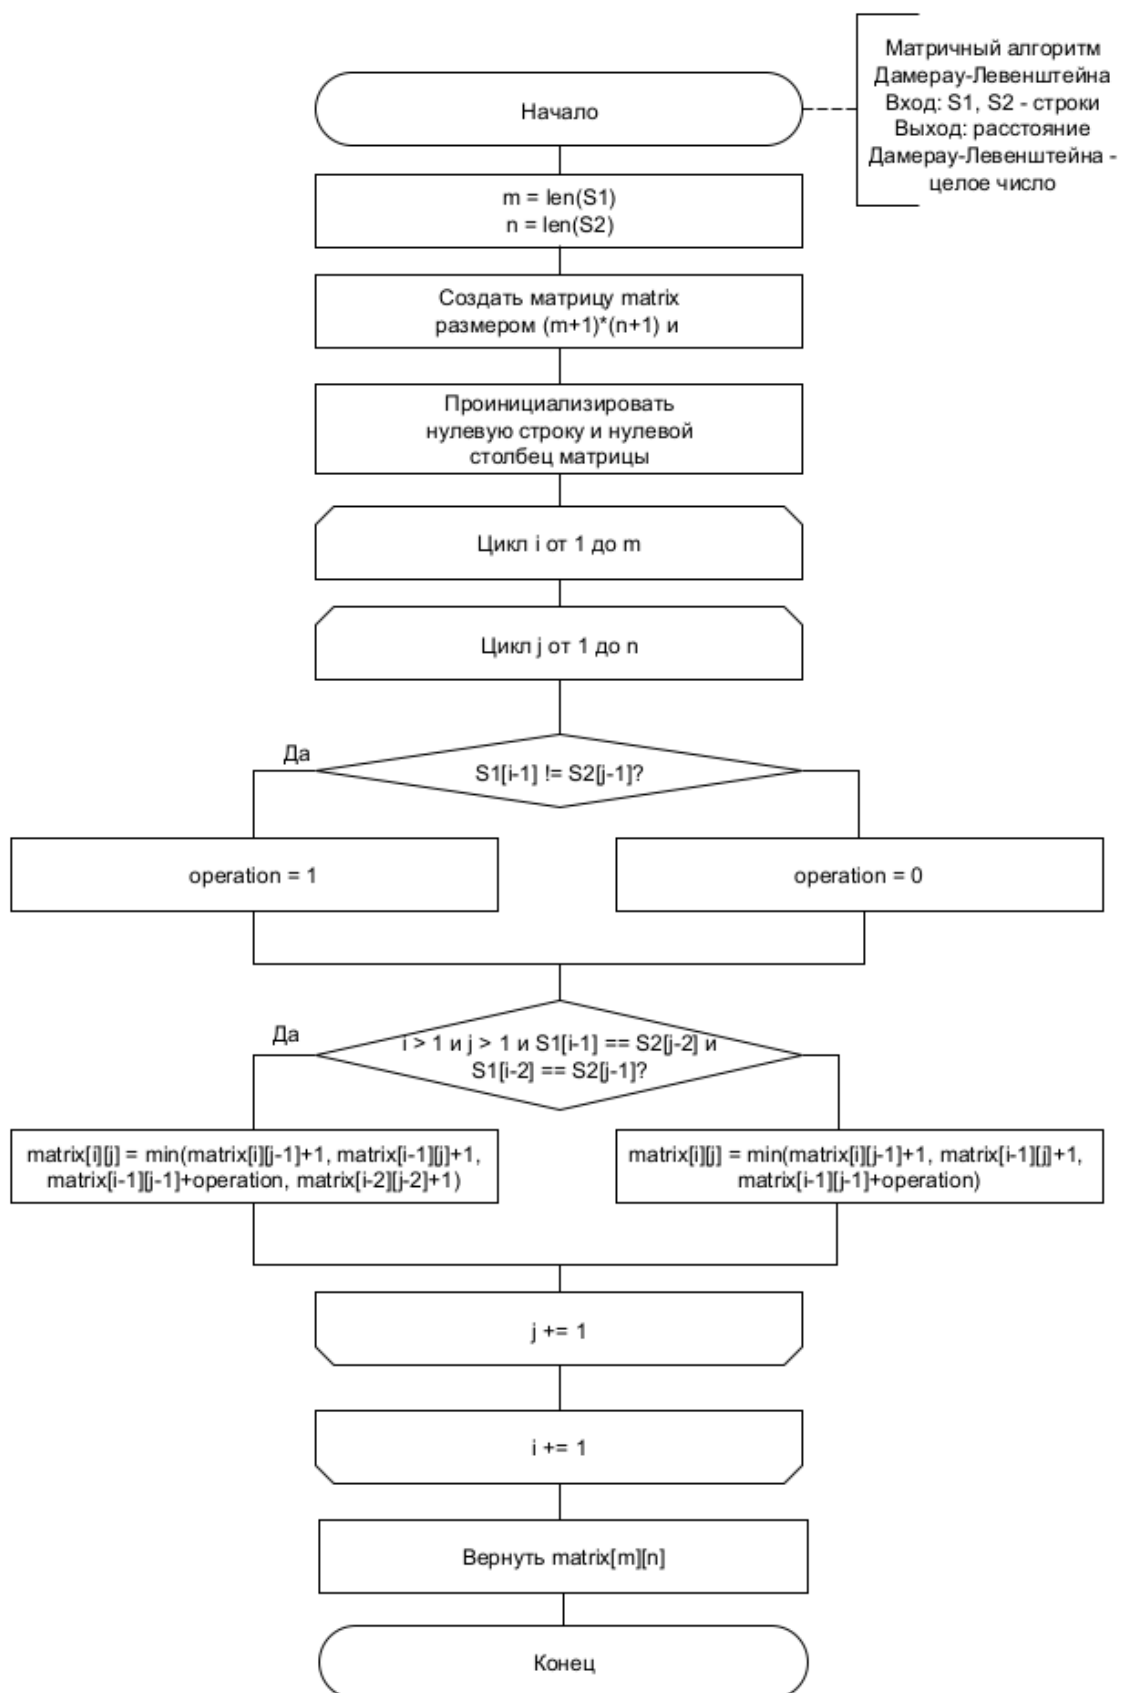 Матричный алгоритм
Дамерау-Левенштейна
Вход: S1, S2 - строки
Выход: расстояние
Дамерау-Левенштейна -
целое число
Начало
m = len(S1)
n = len(S2)
Создать матрицу matrix
размером (m+1)*(n+1) и
Проинициализировать
нулевую строку и нулевой
столбец матрицы
Цикл i от 1 до m
Цикл j от 1 до n
Да
S1[i-1] != S2[j-1]?
operation = 1
operation = 0
Да
i > 1 и j > 1 и S1[i-1] == S2[j-2] и
S1[i-2] == S2[j-1]?
matrix[i][j] = min(matrix[i][j-1]+1, matrix[i-1][j]+1,
matrix[i-1][j-1]+operation, matrix[i-2][j-2]+1)
matrix[i][j] = min(matrix[i][j-1]+1, matrix[i-1][j]+1,
matrix[i-1][j-1]+operation)
j += 1
i += 1
Вернуть matrix[m][n]
Конец